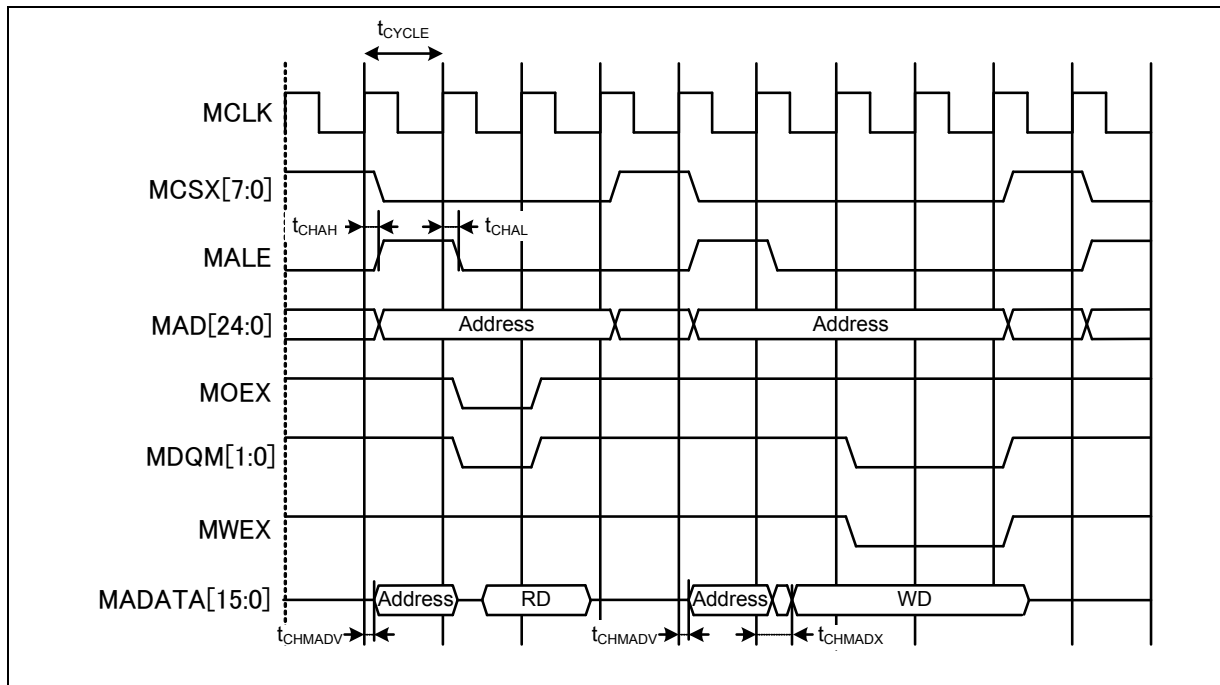 tCYCLE
MCLK
MCSX[7:0]
tCHAH tCHAL
MALE
MAD[24:0] Address Address
MOEX
MDQM[1:0]
MWEX
MADATA[15:0] Address RD Address WD
tCHMADV tCHMADV tCHMADX